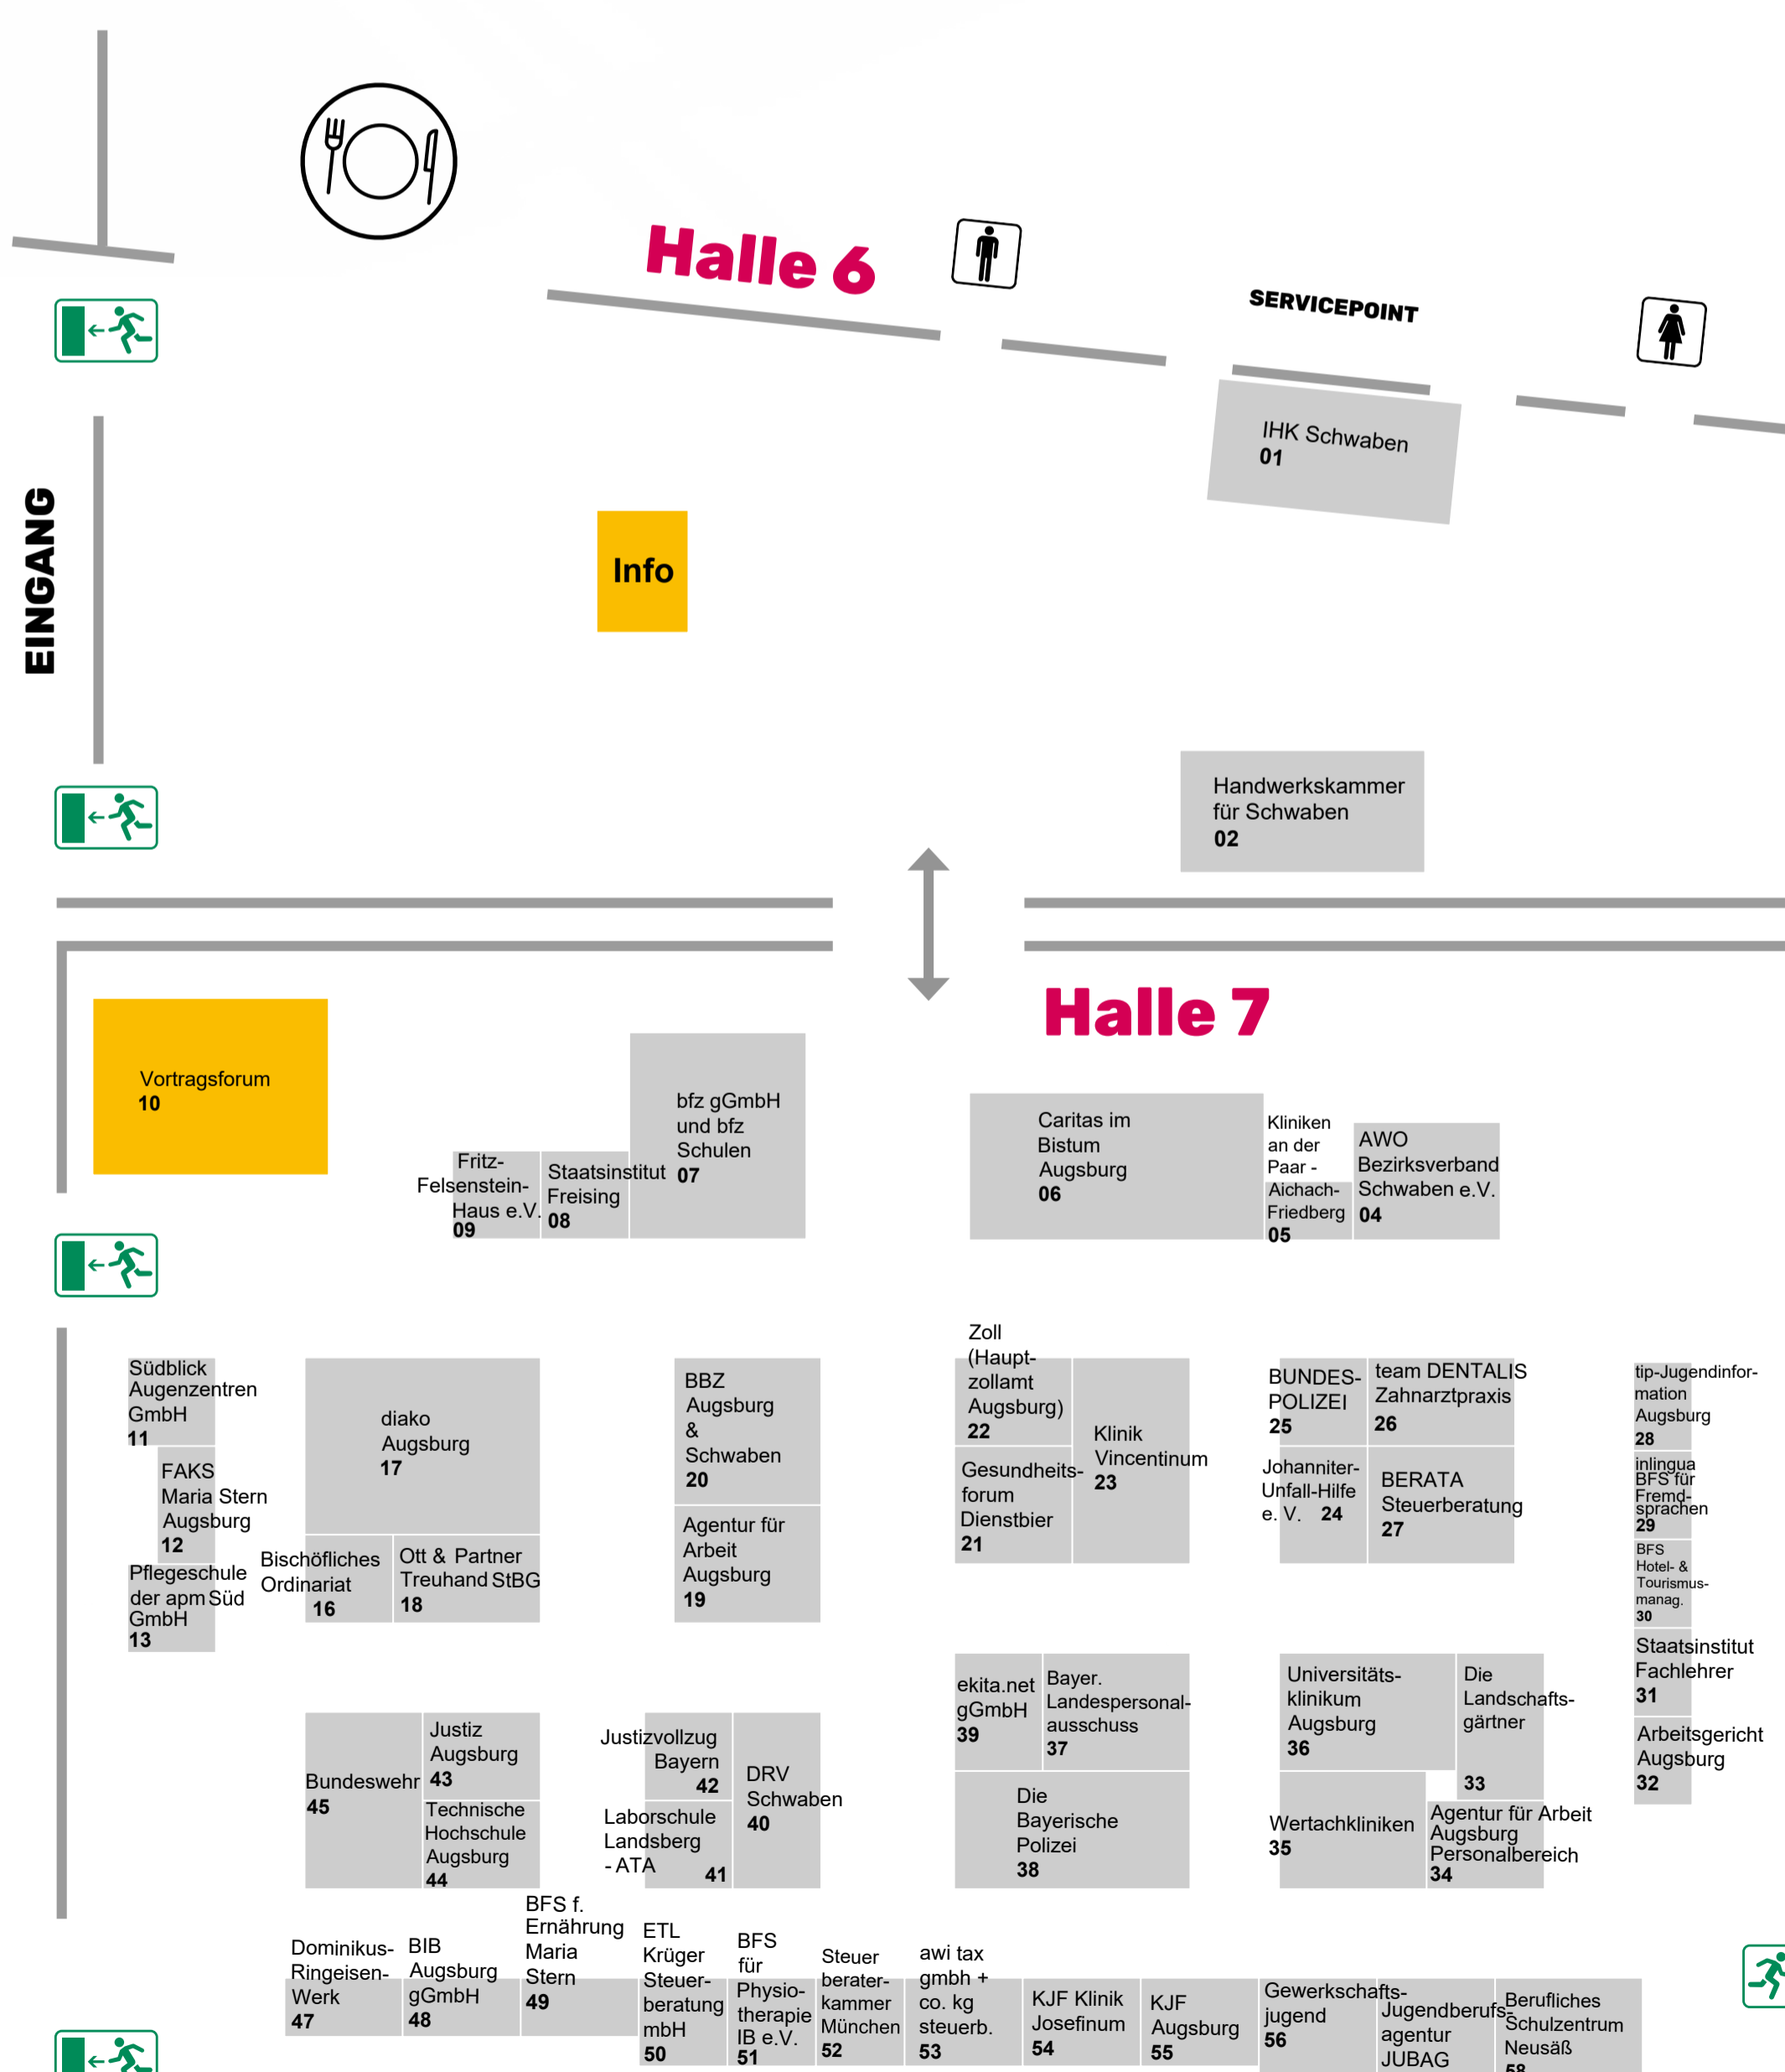 Halle 6
SERVICEPOINT
IHK Schwaben
01
EINGANG
Info
Handwerkskammer
für Schwaben
02
Halle 7
Vortragsforum
10
Fritz-
Felsenstein-
Haus e.V.
09
Staatsinstitut
Freising
08
bfz gGmbH
und bfz
Schulen
07
Caritas im
Bistum
Augsburg
06
Kliniken
an der
Paar -
Aichach-
Friedberg
05
AWO
Bezirksverband
Schwaben e.V.
04
Südblick
Augenzentren
GmbH
11
FAKS
Maria Stern
Augsburg
12
Pflegeschule
der apm Süd
GmbH
13
diako
Augsburg
17
Bischöfliches
Ordinariat
16
Ott & Partner
Treuhand StBG
18
BBZ
Augsburg
&
Schwaben
20
Agentur für
Arbeit
Augsburg
19
Zoll
(Haupt-
zollamt
Augsburg)
22
Gesundheits-
forum
Dienstbier
21
Klinik
Vincentinum
23
BUNDES-
POLIZEI
25
team DENTALIS
Zahnarztpraxis
26
Johanniter-
Unfall-Hilfe
e. V. 24
BERATA
Steuerberatung
27
tip-Jugendinfor-
mation
Augsburg
28
inlingua
BFS für
Fremd-
sprachen
29
BFS
Hotel- &
Tourismus-
manag.
30
Staatsinstitut
Fachlehrer
31
Arbeitsgericht
Augsburg
32
Bundeswehr
45
Justiz
Augsburg
43
Technische
Hochschule
Augsburg
44
Justizvollzug
Bayern
42
Laborschule
Landsberg
- ATA
41
DRV
Schwaben
40
ekita.net
gGmbH
39
Bayer.
Landespersonal-
ausschuss
37
Die
Bayerische
Polizei
38
Universitäts-
klinikum
Augsburg
36
Die
Landschafts-
gärtner
33
Wertachkliniken
35
Agentur für Arbeit
Augsburg
Personalbereich
34
Dominikus-
Ringeisen-
Werk
47
BIB
Augsburg
gGmbH
48
BFS f.
Ernährung
Maria
Stern
49
ETL
Krüger
Steuer-
beratung
mbH
50
BFS
für
Physio-
therapie
IB e.V.
51
Steuer
berater-
kammer
München
52
awi tax
gmbh +
co. kg
steuerb.
53
KJF Klinik
Josefinum
54
KJF
Augsburg
55
Gewerkschafts-
jugend
56
Jugendberufs-
agentur
JUBAG
Berufliches
Schulzentrum
Neusäß
58